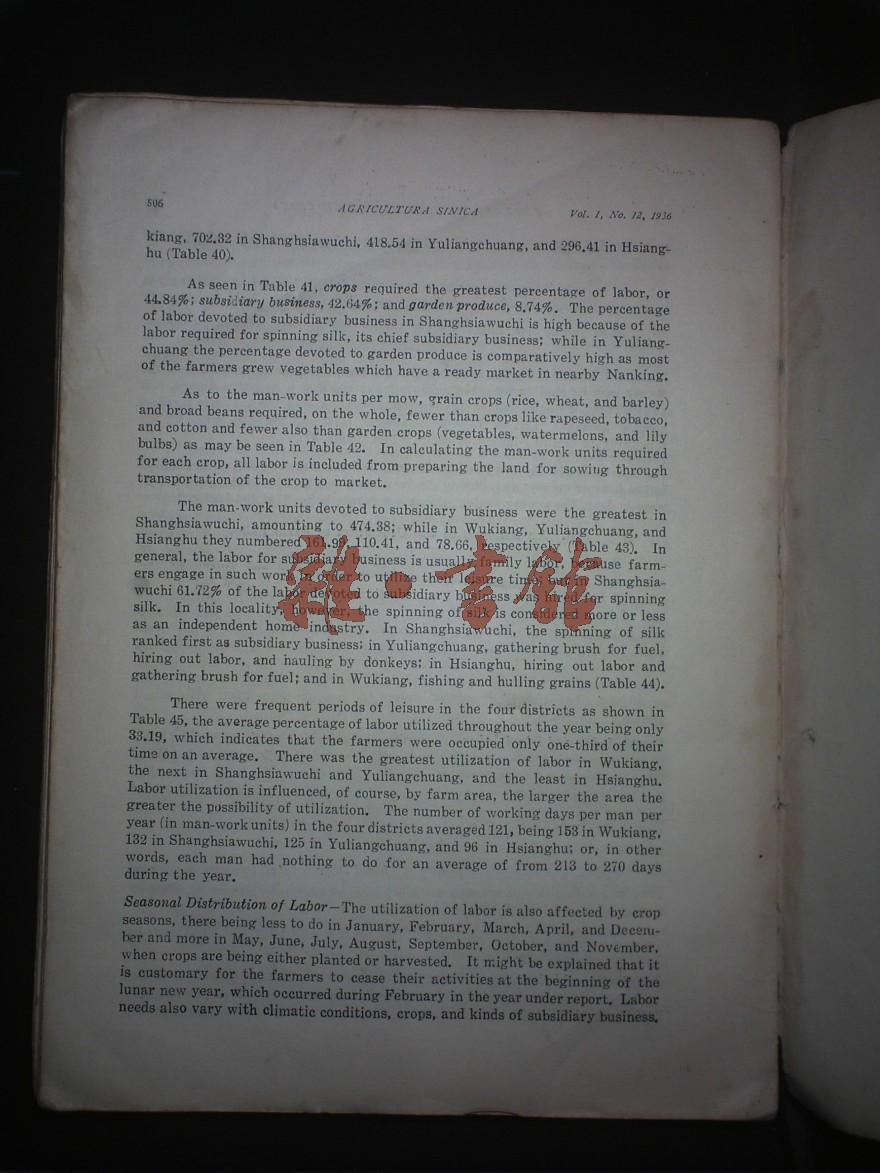 506
AGRICULTURA SINICA
Vol. 1, No. 12, 1936
kiang, 702.32 in Shanghsiawuchi, 418.54 in Yuliangchuang, and 296.41 in Hsiang-
hu (Table 40).
As seen in Table 41, crops required the greatest percentage of labor, or
44.84%; subsidiary business, 42.64%; and garden produce, 8.74%. The percentage
of labor devoted to subsidiary business in Shanghsiawuchi is high because of the
labor required for spinning silk, its chief subsidiary business; while in Yuliang-
chuang the percentage devoted to garden produce is comparatively high as most
of the farmers grew vegetables which have a ready market in nearby Nanking.
As to the man-work units per mow, grain crops (rice, wheat, and barley)
and broad beans required, on the whole, fewer than crops like rapeseed, tobacco,
and cotton and fewer also than garden crops (vegetables, watermelons, and lily
bulbs) as may be seen in Table 42. In calculating the man-work units required
for each crop, all labor is included from preparing the land for sowing through
transportation of the crop to market.
The man-work units devoted to subsidiary business were the greatest in
Shanghsiawuchi, amounting to 474.38; while in Wukiang, Yuliangchuang, and
Hsianghu they numbered 110.41, and 78.66, respectively (Table 43). In
general, the labor for subsidiary business is usually family labor, because farm-
ers engage in such work in order to utilize their leisure time; but in Shanghsia-
wuchi 61.72% of the labor devoted to subsidiary business was hired for spinning
silk. In this locality, however, the spinning of silk is considered more or less
as an independent home industry. In Shanghsiawuchi, the spinning of silk
ranked first as subsidiary business; in Yuliangchuang, gathering brush for fuel,
hiring out labor, and hauling by donkeys; in Hsianghu, hiring out labor and
gathering brush for fuel; and in Wukiang, fishing and hulling grains (Table 44).
There were frequent periods of leisure in the four districts as shown in
Table 45, the average percentage of labor utilized throughout the year being only
33.19, which indicates that the farmers were occupied only one-third of their
time on an average. There was the greatest utilization of labor in Wukiang,
the next in Shanghsiawuchi and Yuliangchuang, and the least in Hsianghu.
Labor utilization is influenced, of course, by farm area, the larger the area the
greater the possibility of utilization. The number of working days per man per
year (in man-work units) in the four districts averaged 121, being 153 in Wukiang,
132 in Shanghsiawuchi, 125 in Yuliangchuang, and 96 in Hsianghu; or, in other
words, each man had nothing to do for an average of from 213 to 270 days
during the year.
Seasonal Distribution of Labor—The utilization of labor is also affected by crop
seasons, there being less to do in January, February, March, April, and Decem-
ber and more in May, June, July, August, September, October, and November,
when crops are being either planted or harvested. It might be explained that it
is customary for the farmers to cease their activities at the beginning of the
lunar new year, which occurred during February in the year under report. Labor
needs also vary with climatic conditions, crops, and kinds of subsidiary business.